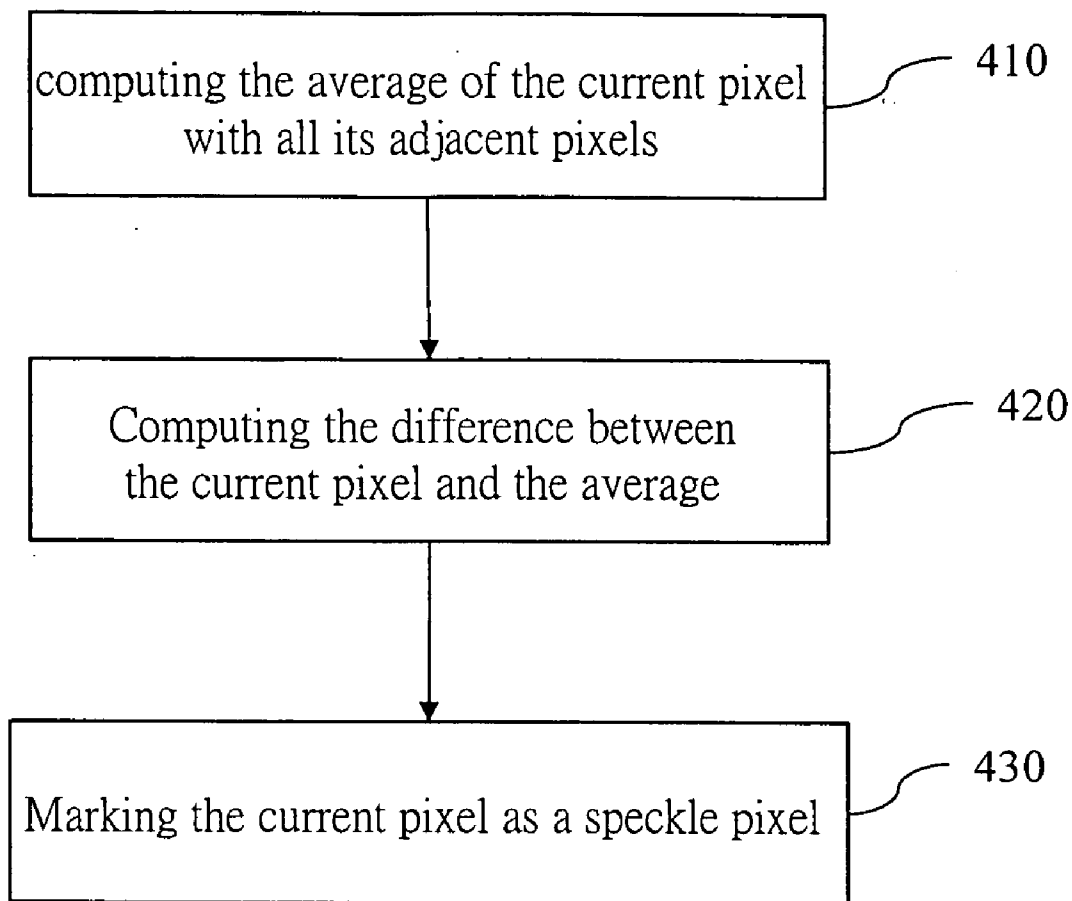 computing the average of the current pixel
with all its adjacent pixels
410
Computing the difference between
the current pixel and the average
420
Marking the current pixel as a speckle pixel
430